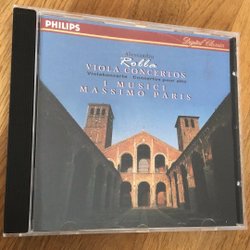 PHILIPS
Digital Classics
Alessandro
Rolla
VIOLA CONCERTOS
Violakonzerte · Concertos pour alto
I MUSICI
MASSIMO PARIS